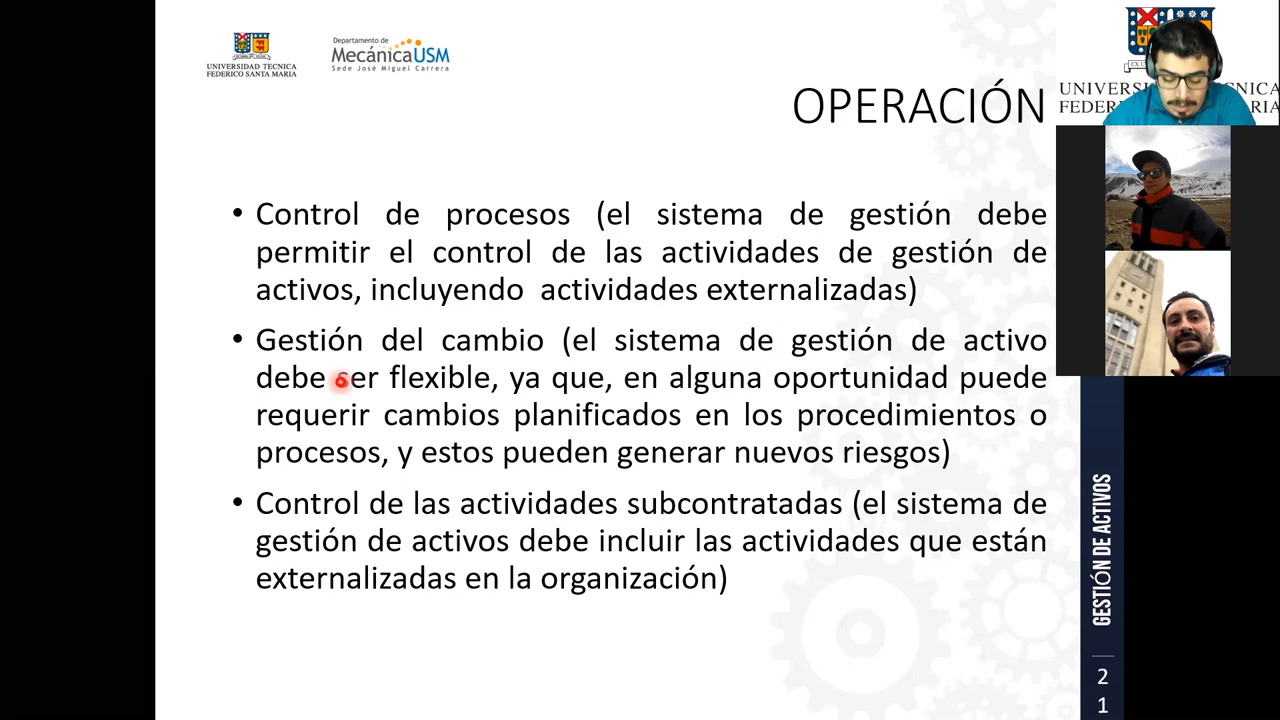 UNIVERSIDAD TECNICA
FEDERICO SANTA MARIA
Departamento de
MecánicaUSM
Sede José Miguel Carrera
OPERACIÓN
• Control de procesos (el sistema de gestión debe
permitir el control de las actividades de gestión de
activos, incluyendo actividades externalizadas)
• Gestión del cambio (el sistema de gestión de activo
debe ser flexible, ya que, en alguna oportunidad puede
requerir cambios planificados en los procedimientos o
procesos, y estos pueden generar nuevos riesgos)
• Control de las actividades subcontratadas (el sistema de
gestión de activos debe incluir las actividades que están
externalizadas en la organización)
GESTIÓN DE ACTIVOS
2
1